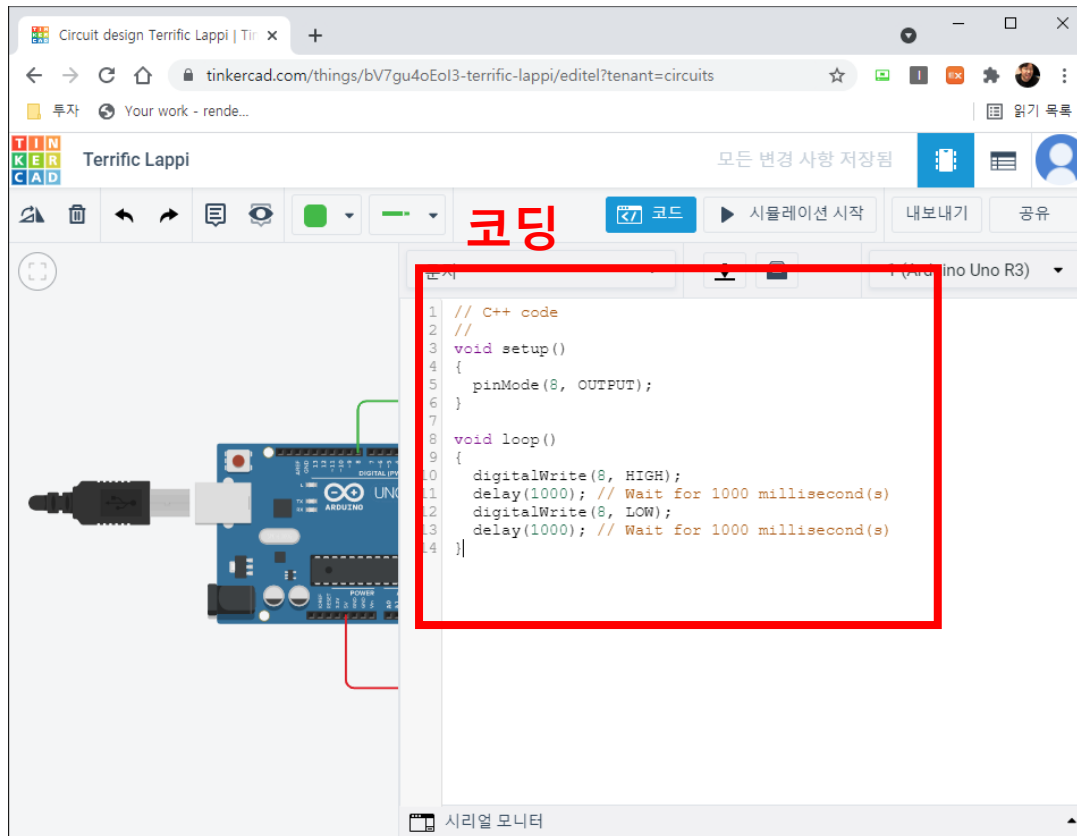 Circuit design Terrific Lappi | Tin
tinkercad.com/things/bV7gu4oEoI3-terrific-lappi/editel?tenant=circuits
투자
Your work - rende...
읽기 목록
TINKERCAD
Terrific Lappi
모든 변경 사항 저장됨
코드
시뮬레이션 시작
내보내기
공유
코딩
1 (Arduino Uno R3)
1 // C++ code
2 //
3 void setup()
4 {
5 pinMode(8, OUTPUT);
6 }
7
8 void loop()
9 {
10 digitalWrite(8, HIGH);
11 delay(1000); // Wait for 1000 millisecond(s)
12 digitalWrite(8, LOW);
13 delay(1000); // Wait for 1000 millisecond(s)
14 }
DIGITAL (PW
UNO
ARDUINO
POWER
시리얼 모니터